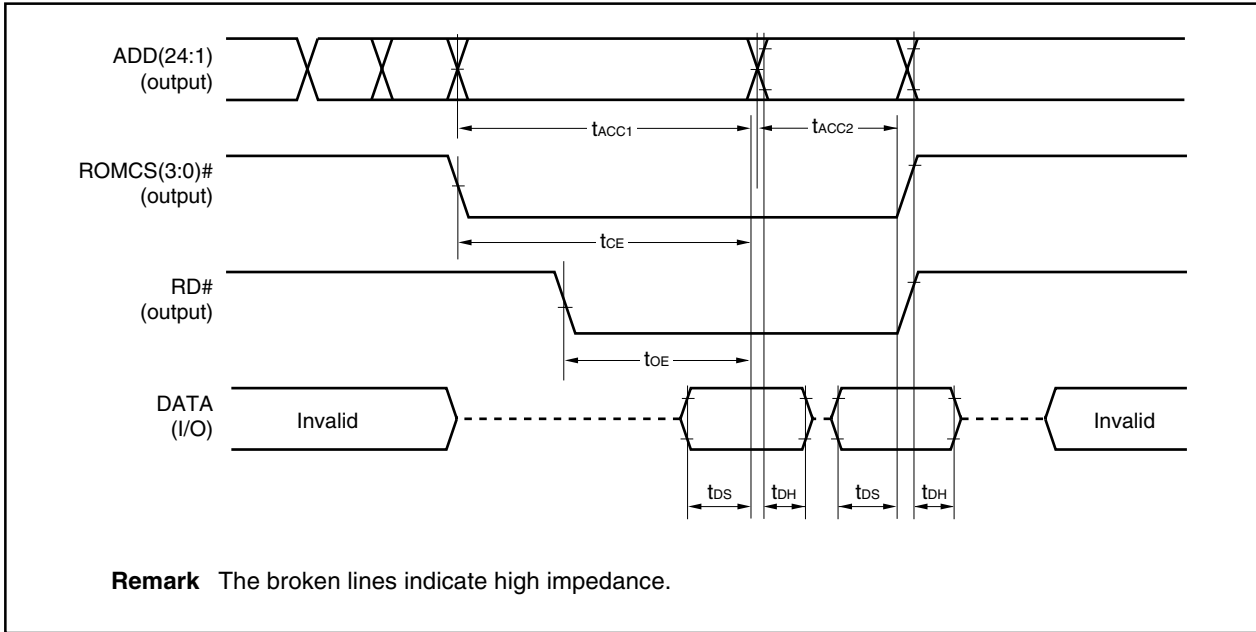 ADD(24:1)
(output)
tACC1
tACC2
ROMCS(3:0)#
(output)
tCE
RD#
(output)
tOE
DATA
(I/O)
Invalid
Invalid
tDS
tDH
tDS
tDH
Remark The broken lines indicate high impedance.